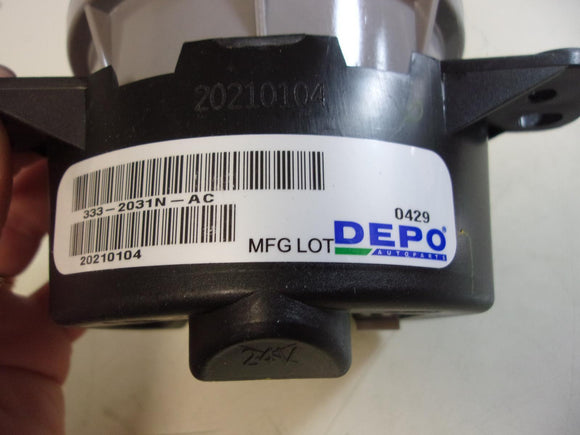 20210104
333-2031N-AC
0429
MFG LOT DEPO®
AUTOPARTS
20210104